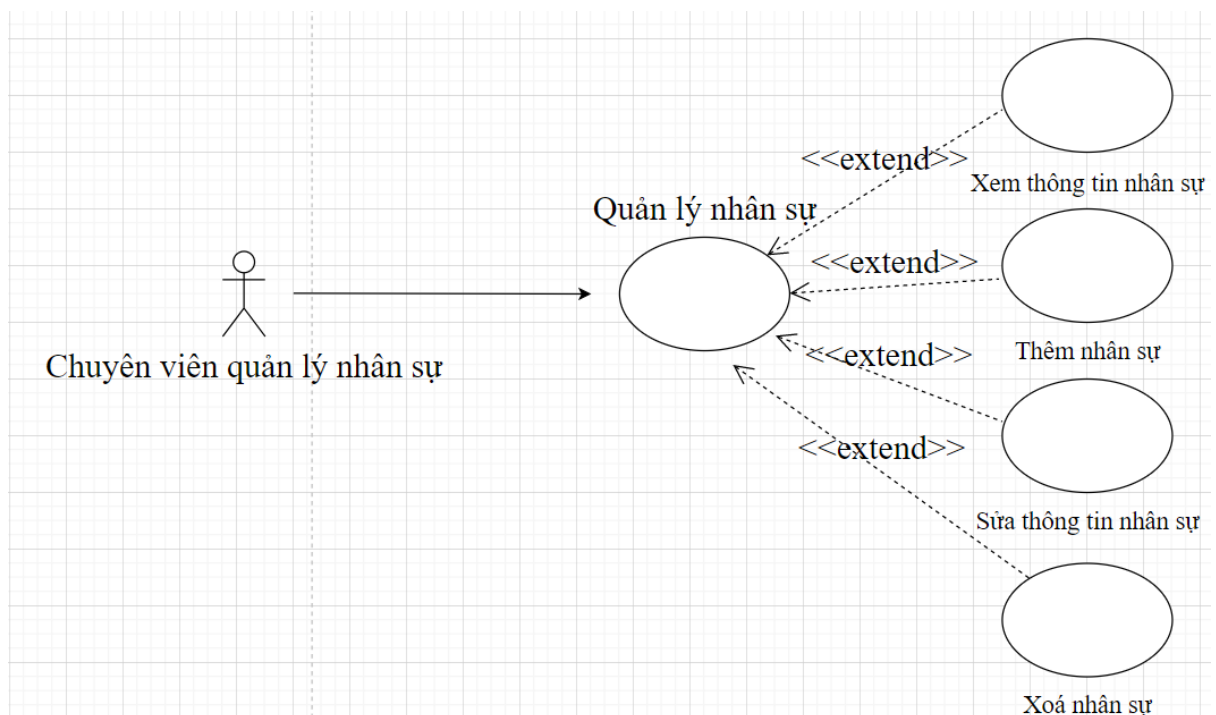 <<extend>>
Xem thông tin nhân sự
Quản lý nhân sự
<<extend>>
Thêm nhân sự
<<extend>>
Chuyên viên quản lý nhân sự
<<extend>>
Sửa thông tin nhân sự
Xoá nhân sự